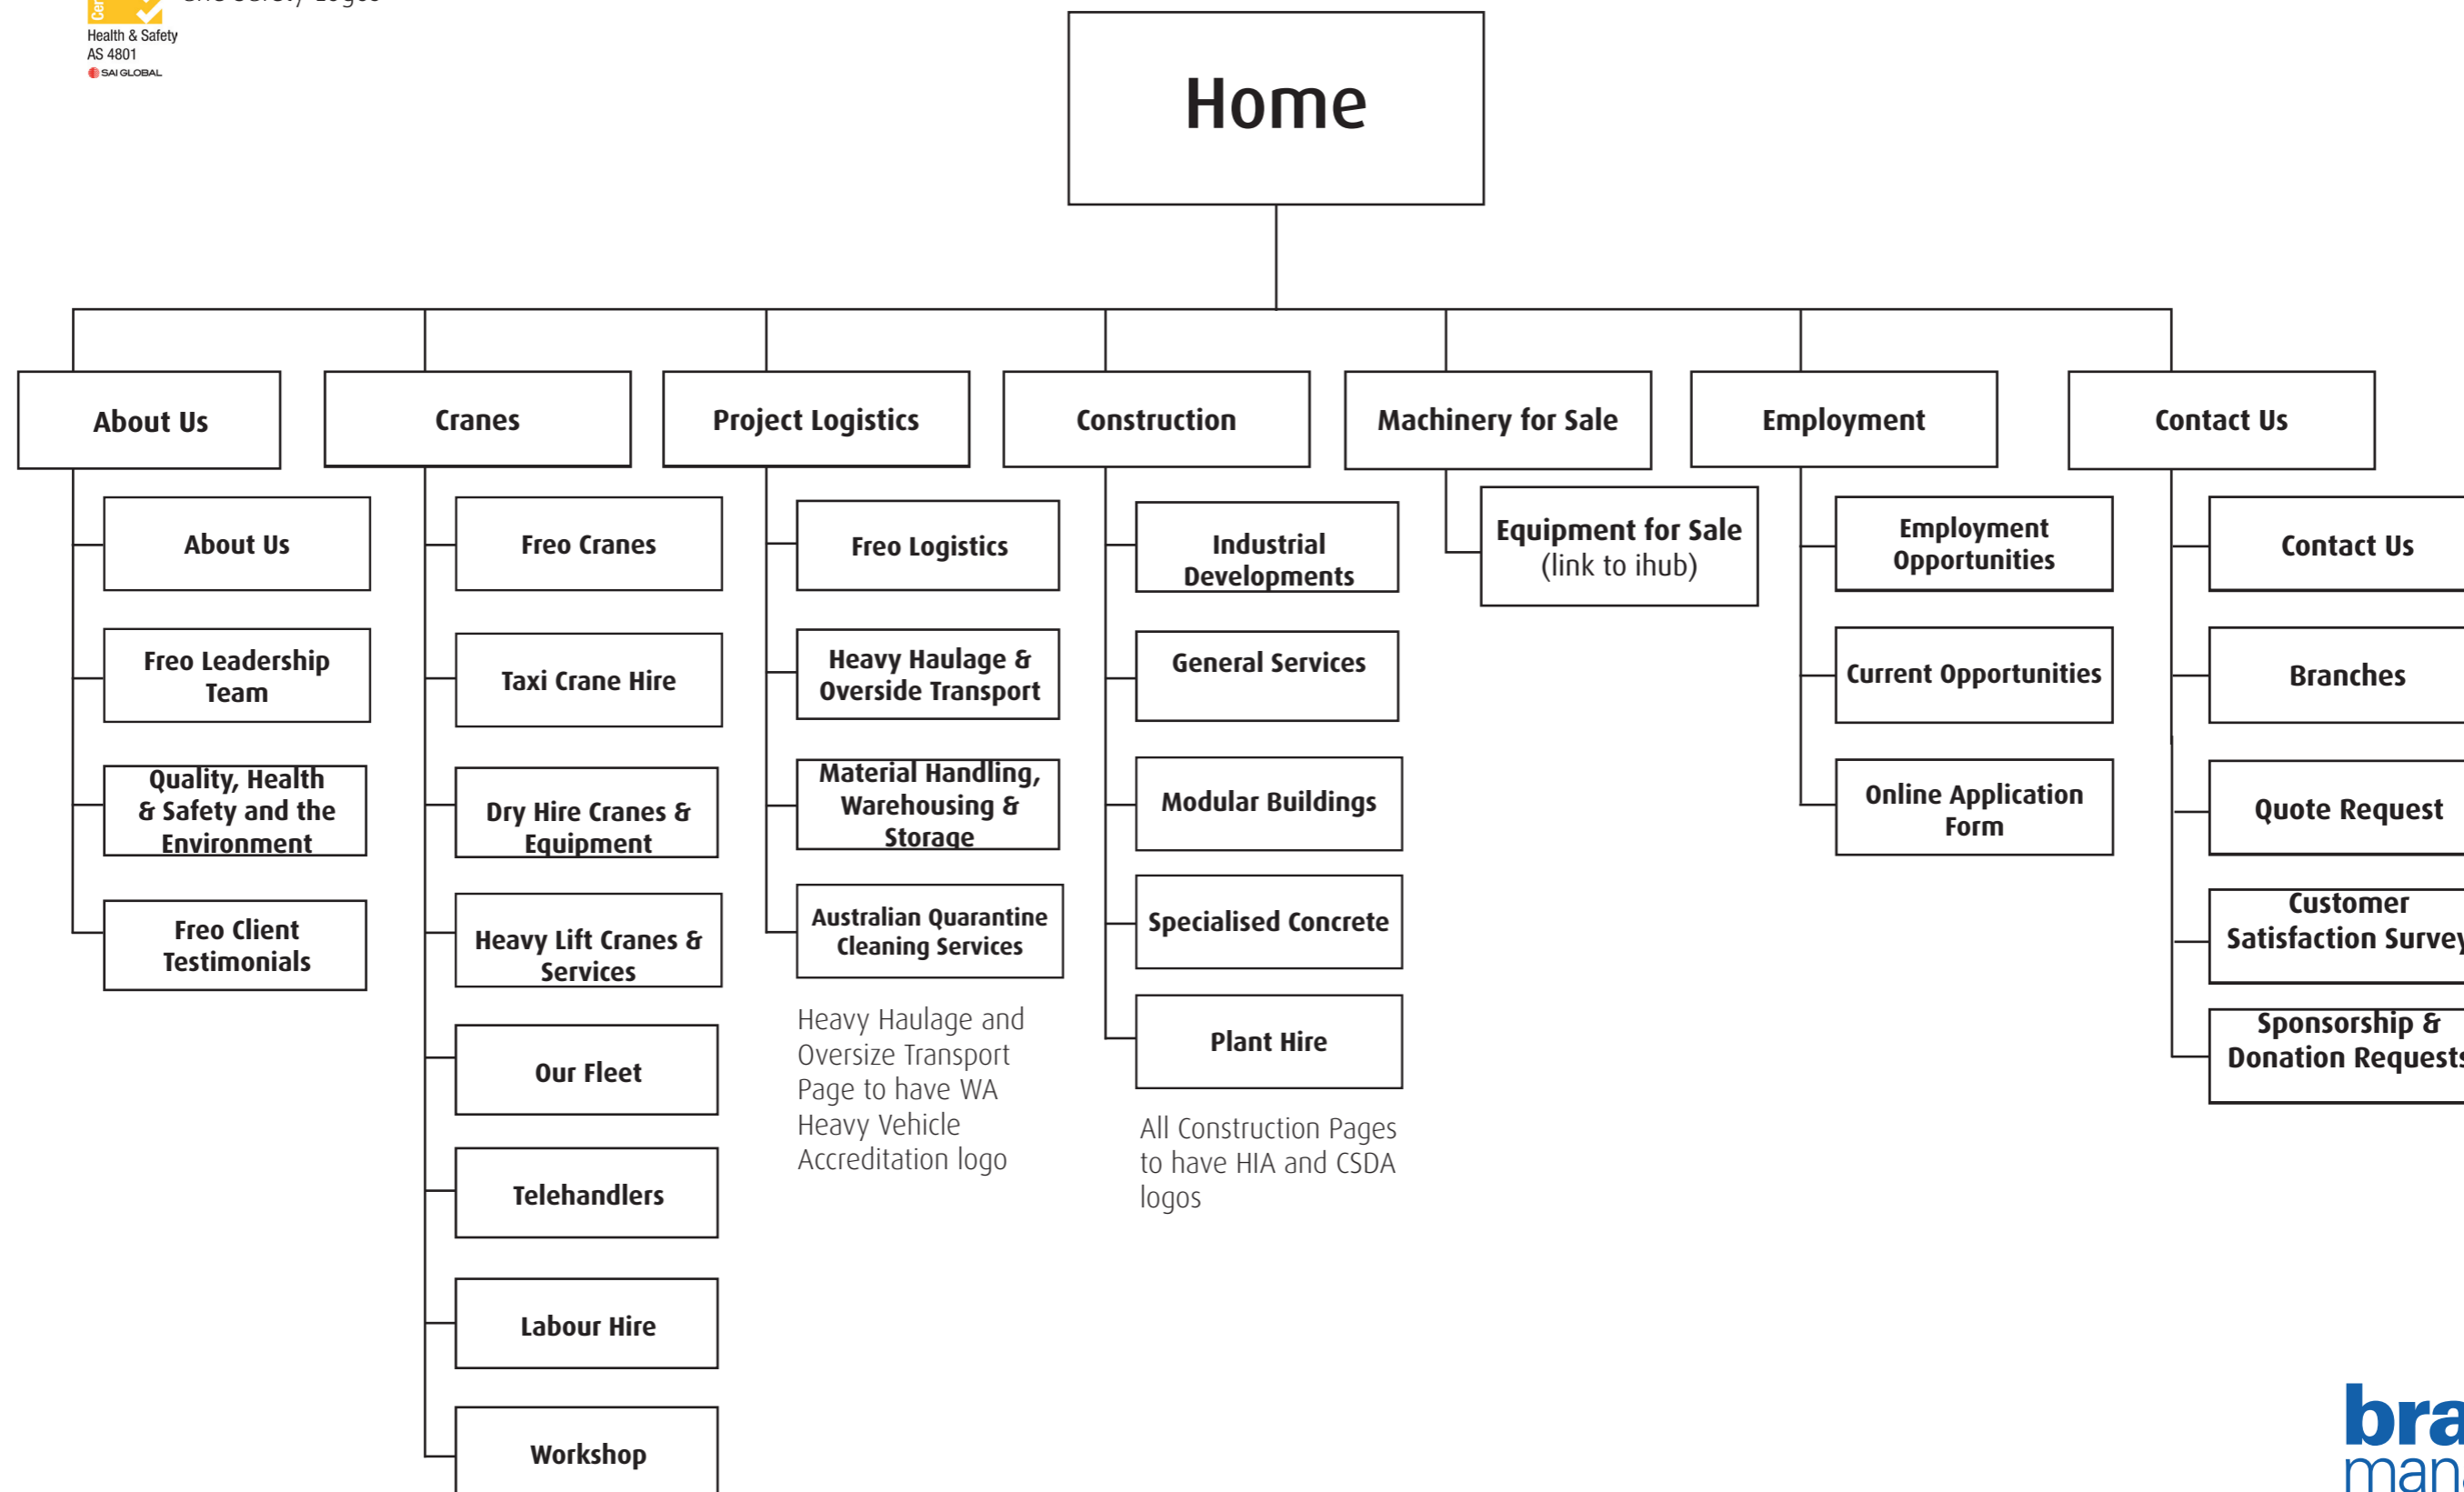 Health & Safety
AS 4801
SAI GLOBAL
Home
About Us
Cranes
Project Logistics
Construction
Machinery for Sale
Employment
Contact Us
About Us
Freo Leadership
Team
Quality, Health
& Safety and the
Environment
Freo Client
Testimonials
Freo Cranes
Taxi Crane Hire
Dry Hire Cranes &
Equipment
Heavy Lift Cranes &
Services
Our Fleet
Telehandlers
Labour Hire
Workshop
Freo Logistics
Heavy Haulage &
Overside Transport
Material Handling,
Warehousing &
Storage
Australian Quarantine
Cleaning Services
Heavy Haulage and
Oversize Transport
Page to have WA
Heavy Vehicle
Accreditation logo
Industrial
Developments
General Services
Modular Buildings
Specialised Concrete
Plant Hire
All Construction Pages
to have HIA and CSDA
logos
Equipment for Sale
(link to ihub)
Employment
Opportunities
Current Opportunities
Online Application
Form
Contact Us
Branches
Quote Request
Customer
Satisfaction Survey
Sponsorship &
Donation Requests